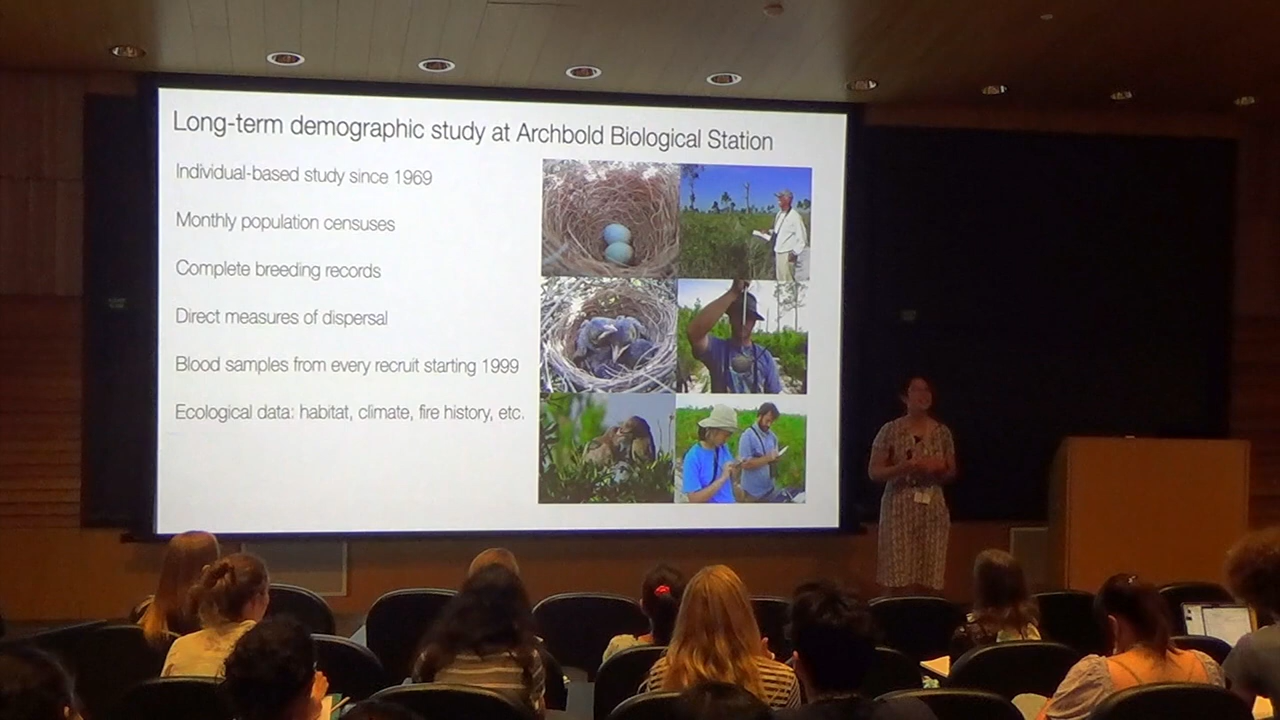 Long-term demographic study at Archbold Biological Station
Individual-based study since 1969
Monthly population censuses
Complete breeding records
Direct measures of dispersal
Blood samples from every recruit starting 1999
Ecological data: habitat, climate, fire history, etc.